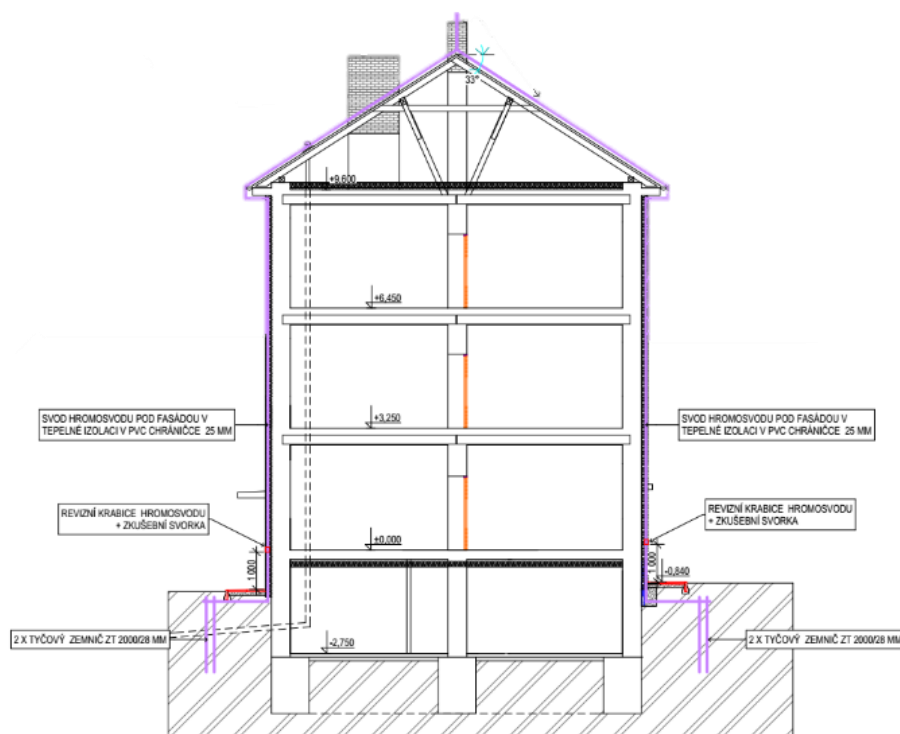 33°
+9.600
+6,450
+3,250
SVOD HROMOSVODU POD FASÁDOU V
TEPELNÉ IZOLACI V PVC CHRÁNIČCE 25 MM
SVOD HROMOSVODU POD FASÁDOU V
TEPELNÉ IZOLACI V PVC CHRÁNIČCE 25 MM
REVIZNÍ KRABICE HROMOSVODU
+ ZKUŠEBNÍ SVORKA
REVIZNÍ KRABICE HROMOSVODU
+ ZKUŠEBNÍ SVORKA
±0,000
1 000
1 000
-0,840
2 X TYČOVÝ ZEMNIČ ZT 2000/28 MM
-2,750
2 X TYČOVÝ ZEMNIČ ZT 2000/28 MM